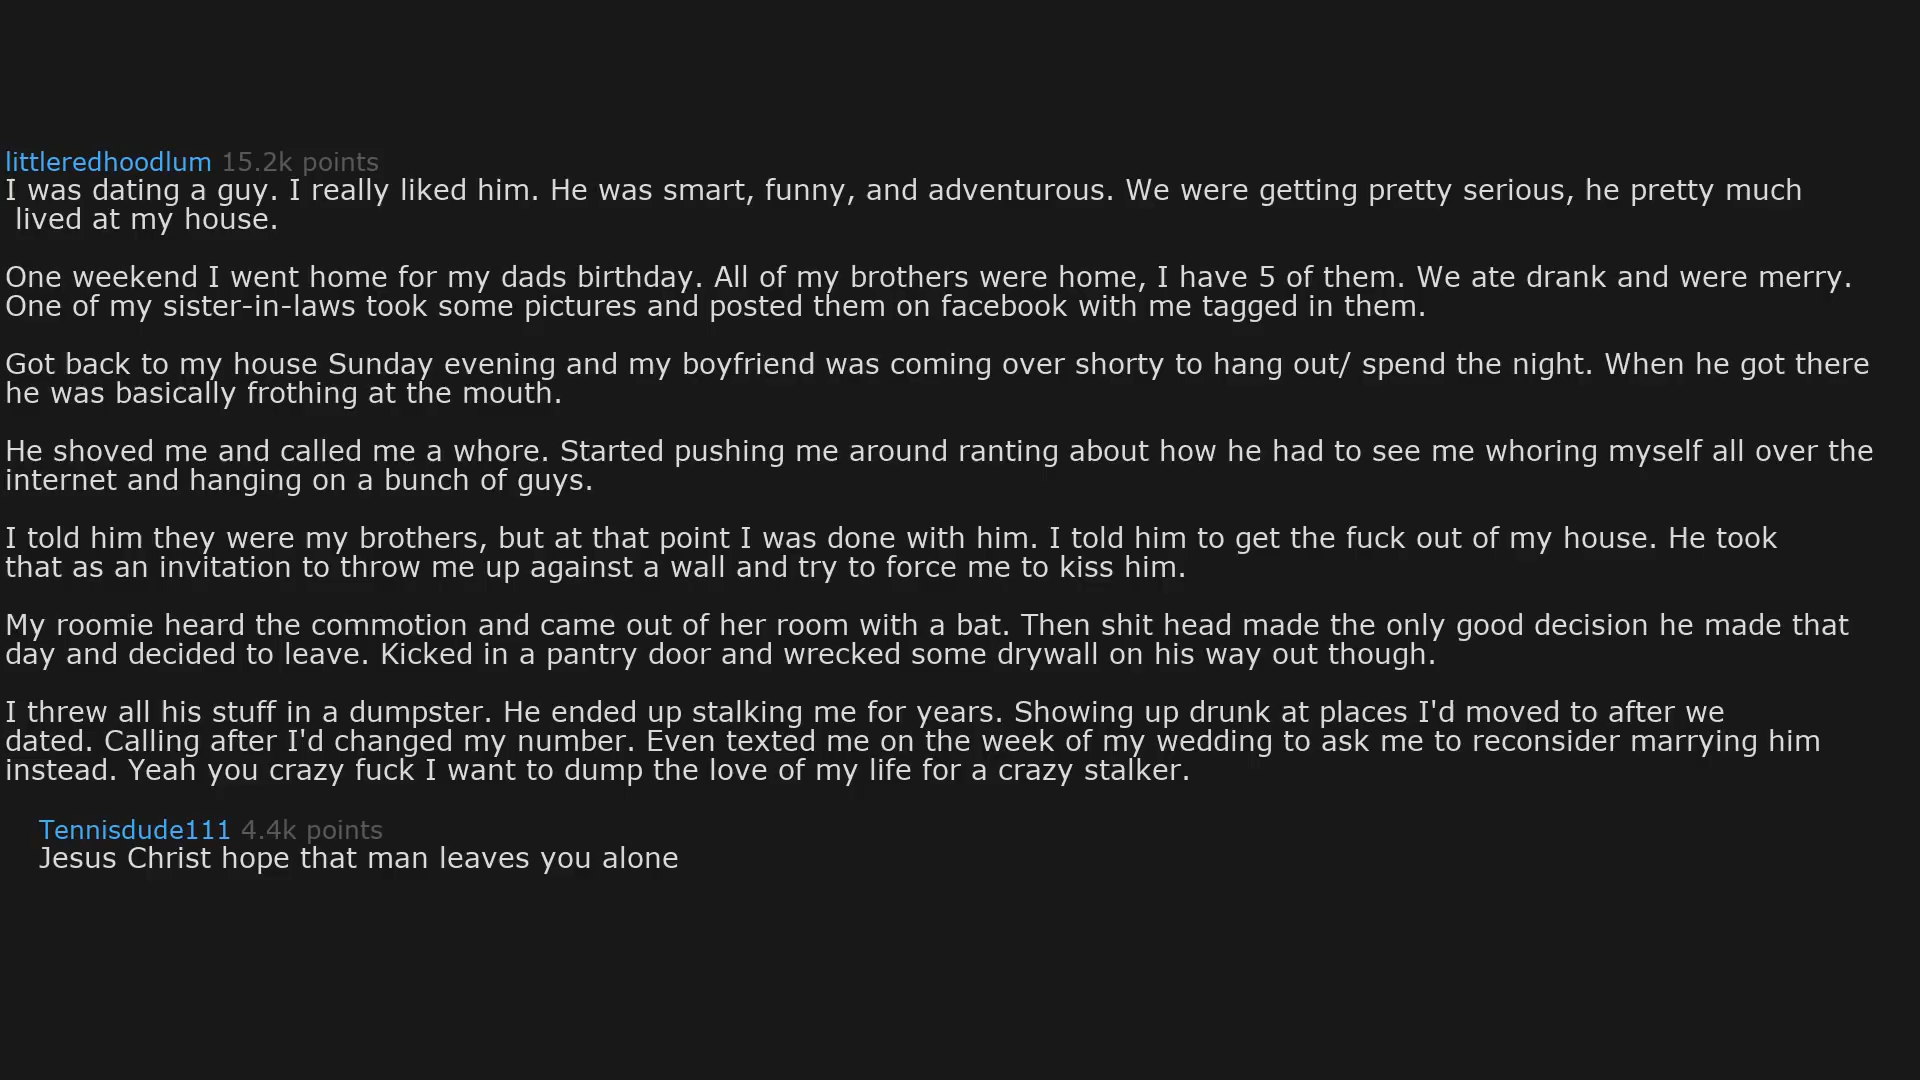 littleredhoodlum 15.2k points
I was dating a guy. I really liked him. He was smart, funny, and adventurous. We were getting pretty serious, he pretty much
lived at my house.
One weekend I went home for my dads birthday. All of my brothers were home, I have 5 of them. We ate drank and were merry.
One of my sister-in-laws took some pictures and posted them on facebook with me tagged in them.
Got back to my house Sunday evening and my boyfriend was coming over shorty to hang out/ spend the night. When he got there
he was basically frothing at the mouth.
He shoved me and called me a whore. Started pushing me around ranting about how he had to see me whoring myself all over the
internet and hanging on a bunch of guys.
I told him they were my brothers, but at that point I was done with him. I told him to get the fuck out of my house. He took
that as an invitation to throw me up against a wall and try to force me to kiss him.
My roomie heard the commotion and came out of her room with a bat. Then shit head made the only good decision he made that
day and decided to leave. Kicked in a pantry door and wrecked some drywall on his way out though.
I threw all his stuff in a dumpster. He ended up stalking me for years. Showing up drunk at places I'd moved to after we
dated. Calling after I'd changed my number. Even texted me on the week of my wedding to ask me to reconsider marrying him
instead. Yeah you crazy fuck I want to dump the love of my life for a crazy stalker.
Tennisdude111 4.4k points
Jesus Christ hope that man leaves you alone